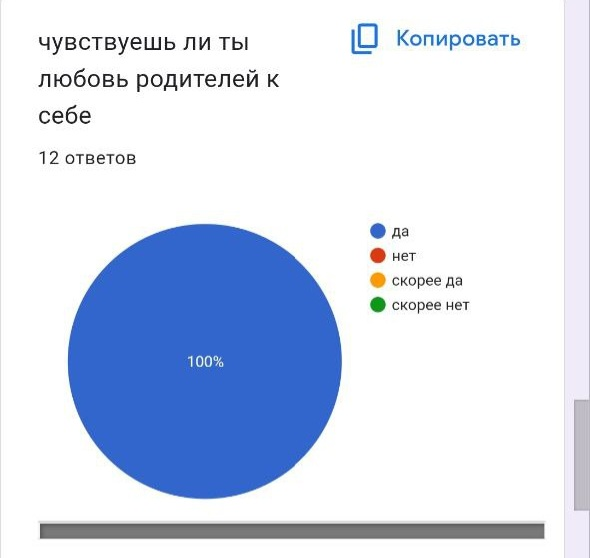 чувствуешь ли ты
любовь родителей к
себе
Копировать
12 ответов
да
нет
скорее да
скорее нет
100%